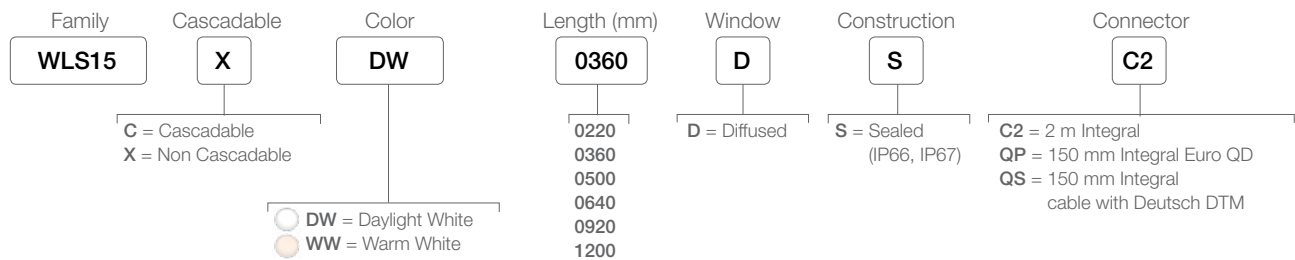 Family Cascadable Color Length (mm) Window Construction Connector
WLS15 X DW 0360 D S C2
C = Cascadable
X = Non Cascadable
DW = Daylight White
WW = Warm White
0220
0360
0500
0640
0920
1200
D = Diffused
S = Sealed
(IP66, IP67)
C2 = 2 m Integral
QP = 150 mm Integral Euro QD
QS = 150 mm Integral
cable with Deutsch DTM